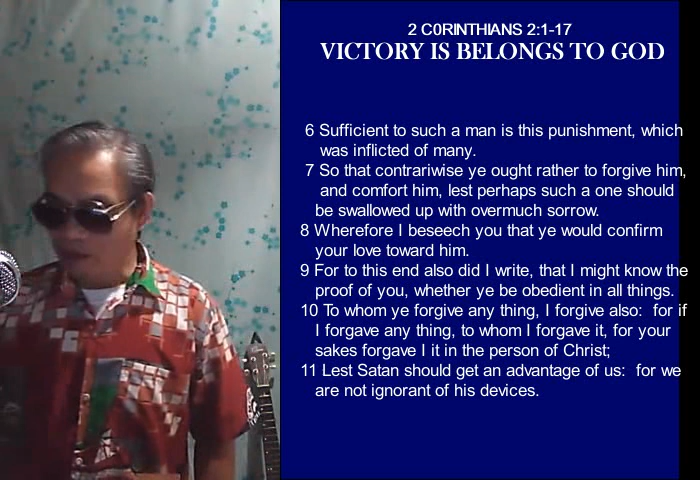 2 C0RINTHIANS 2:1-17
VICTORY IS BELONGS TO GOD
6 Sufficient to such a man is this punishment, which
was inflicted of many.
7 So that contrariwise ye ought rather to forgive him,
and comfort him, lest perhaps such a one should
be swallowed up with overmuch sorrow.
8 Wherefore I beseech you that ye would confirm
your love toward him.
9 For to this end also did I write, that I might know the
proof of you, whether ye be obedient in all things.
10 To whom ye forgive any thing, I forgive also:  for if
I forgave any thing, to whom I forgave it, for your
sakes forgave I it in the person of Christ;
11 Lest Satan should get an advantage of us:  for we
are not ignorant of his devices.